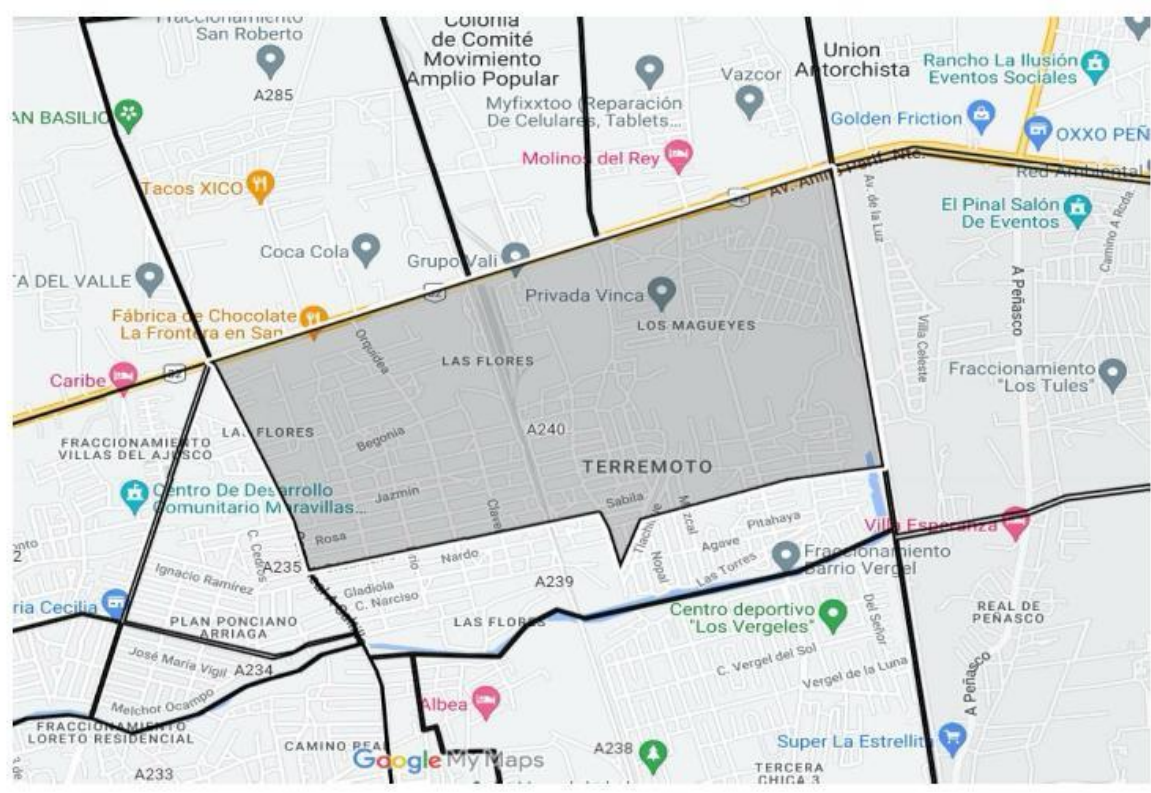 Fraccionamiento
San Roberto
A285
AN BASILIO
Tacos XICO
Colonia
de Comité
Movimiento
Amplio Popular
Myfixxtoo (Reparación
De Celulares, Tablets...
Vazcor
Union
Antorchista
Rancho La Ilusión
Eventos Sociales
Golden Friction
OXXO PEÑ
Molinos del Rey
Red Ambiental
Av. de la Luz
El Pinal Salón
De Eventos
Camino A Rcda.
Coca Cola
Grupo Vali
TA DEL VALLE
Fábrica de Chocolate
La Frontera en San
Privada Vinca
LOS MAGUEYES
A Peñasco
Villa Celeste
Orquidea
LAS FLORES
Caribe
Fraccionamiento
"Los Tules"
FRACCIONAMIENTO
VILLAS DEL AJUSCO
LAS FLORES
Begonia
A240
TERREMOTO
Centro De Desarrollo
Comunitario Maravillas...
Jazmin
Clavel
Sabila
Mezcal
Pitahaya
Villa Esperanza
Rosa
Nardo
Agave
Nopal
Las Torres
Fraccionamiento
Barrio Vergel
2
C. Cedros
A235
Ignacio Ramírez
Gladiola
C. Narciso
A239
ria Cecilia
PLAN PONCIANO
ARRIAGA
LAS FLORES
Centro deportivo
"Los Vergeles"
Del Señor
REAL DE
PEÑASCO
José María Vigil
A234
C. Vergel del Sol
Vergel de la Luna
A Peñasco
Melchor Ocampo
Albea
FRACCIONAMIENTO
LORETO RESIDENCIAL
CAMINO REAL
Google My Maps
A238
Super La Estrellita
A233
TERCERA
CHICA 3